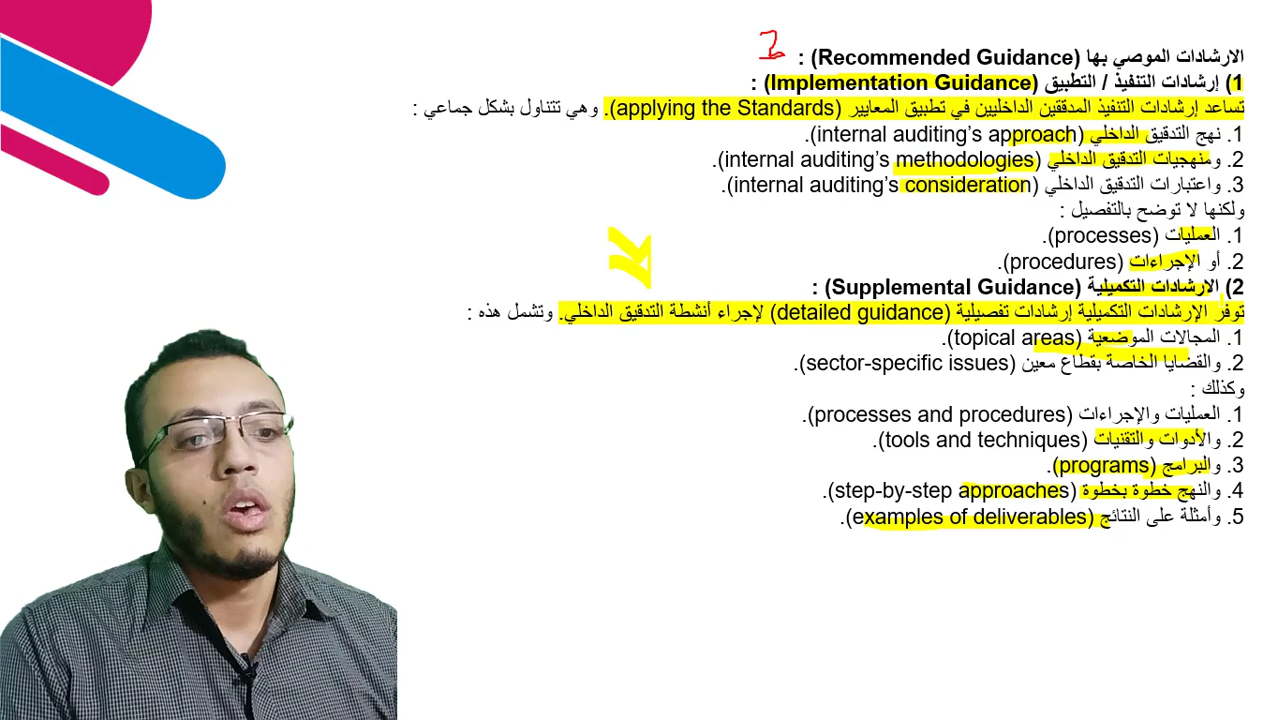 الارشادات الموصي بها (Recommended Guidance) :
1) إرشادات التنفيذ / التطبيق (Implementation Guidance) :
تساعد إرشادات التنفيذ المدققين الداخليين في تطبيق المعايير (applying the Standards). وهي تتناول بشكل جماعي :
1. نهج التدقيق الداخلي (internal auditing’s approach).
2. ومنهجيات التدقيق الداخلي (internal auditing’s methodologies).
3. واعتبارات التدقيق الداخلي (internal auditing’s consideration).
ولكنها لا توضح بالتفصيل :
1. العمليات (processes).
2. أو الإجراءات (procedures).
2) الإرشادات التكميلية (Supplemental Guidance) :
توفر الإرشادات التكميلية إرشادات تفصيلية (detailed guidance) لإجراء أنشطة التدقيق الداخلي. وتشمل هذه :
1. المجالات الموضعية (topical areas).
2. والقضايا الخاصة بقطاع معين (sector-specific issues).
وكذلك :
1. العمليات والإجراءات (processes and procedures).
2. والأدوات والتقنيات (tools and techniques).
3. والبرامج (programs).
4. والنهج خطوة بخطوة (step-by-step approaches).
5. وأمثلة على النتائج (examples of deliverables).